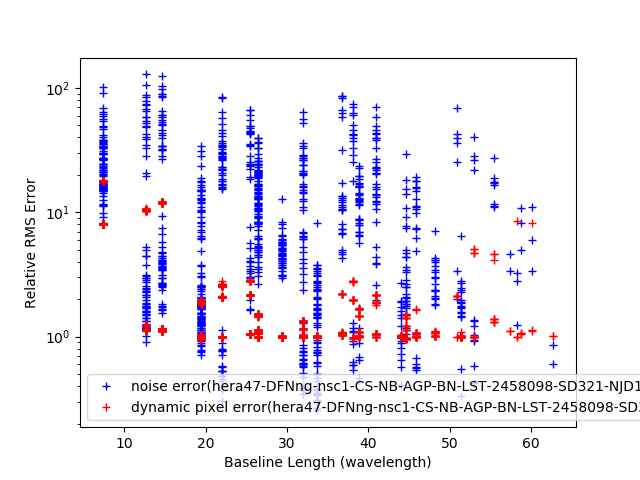 10²
10¹
10⁰
Relative RMS Error
noise error(hera47-DFNng-nsc1-CS-NB-AGP-BN-LST-2458098-SD321-NJD1
dynamic pixel error(hera47-DFNng-nsc1-CS-NB-AGP-BN-LST-2458098-SD
10 20 30 40 50 60
Baseline Length (wavelength)